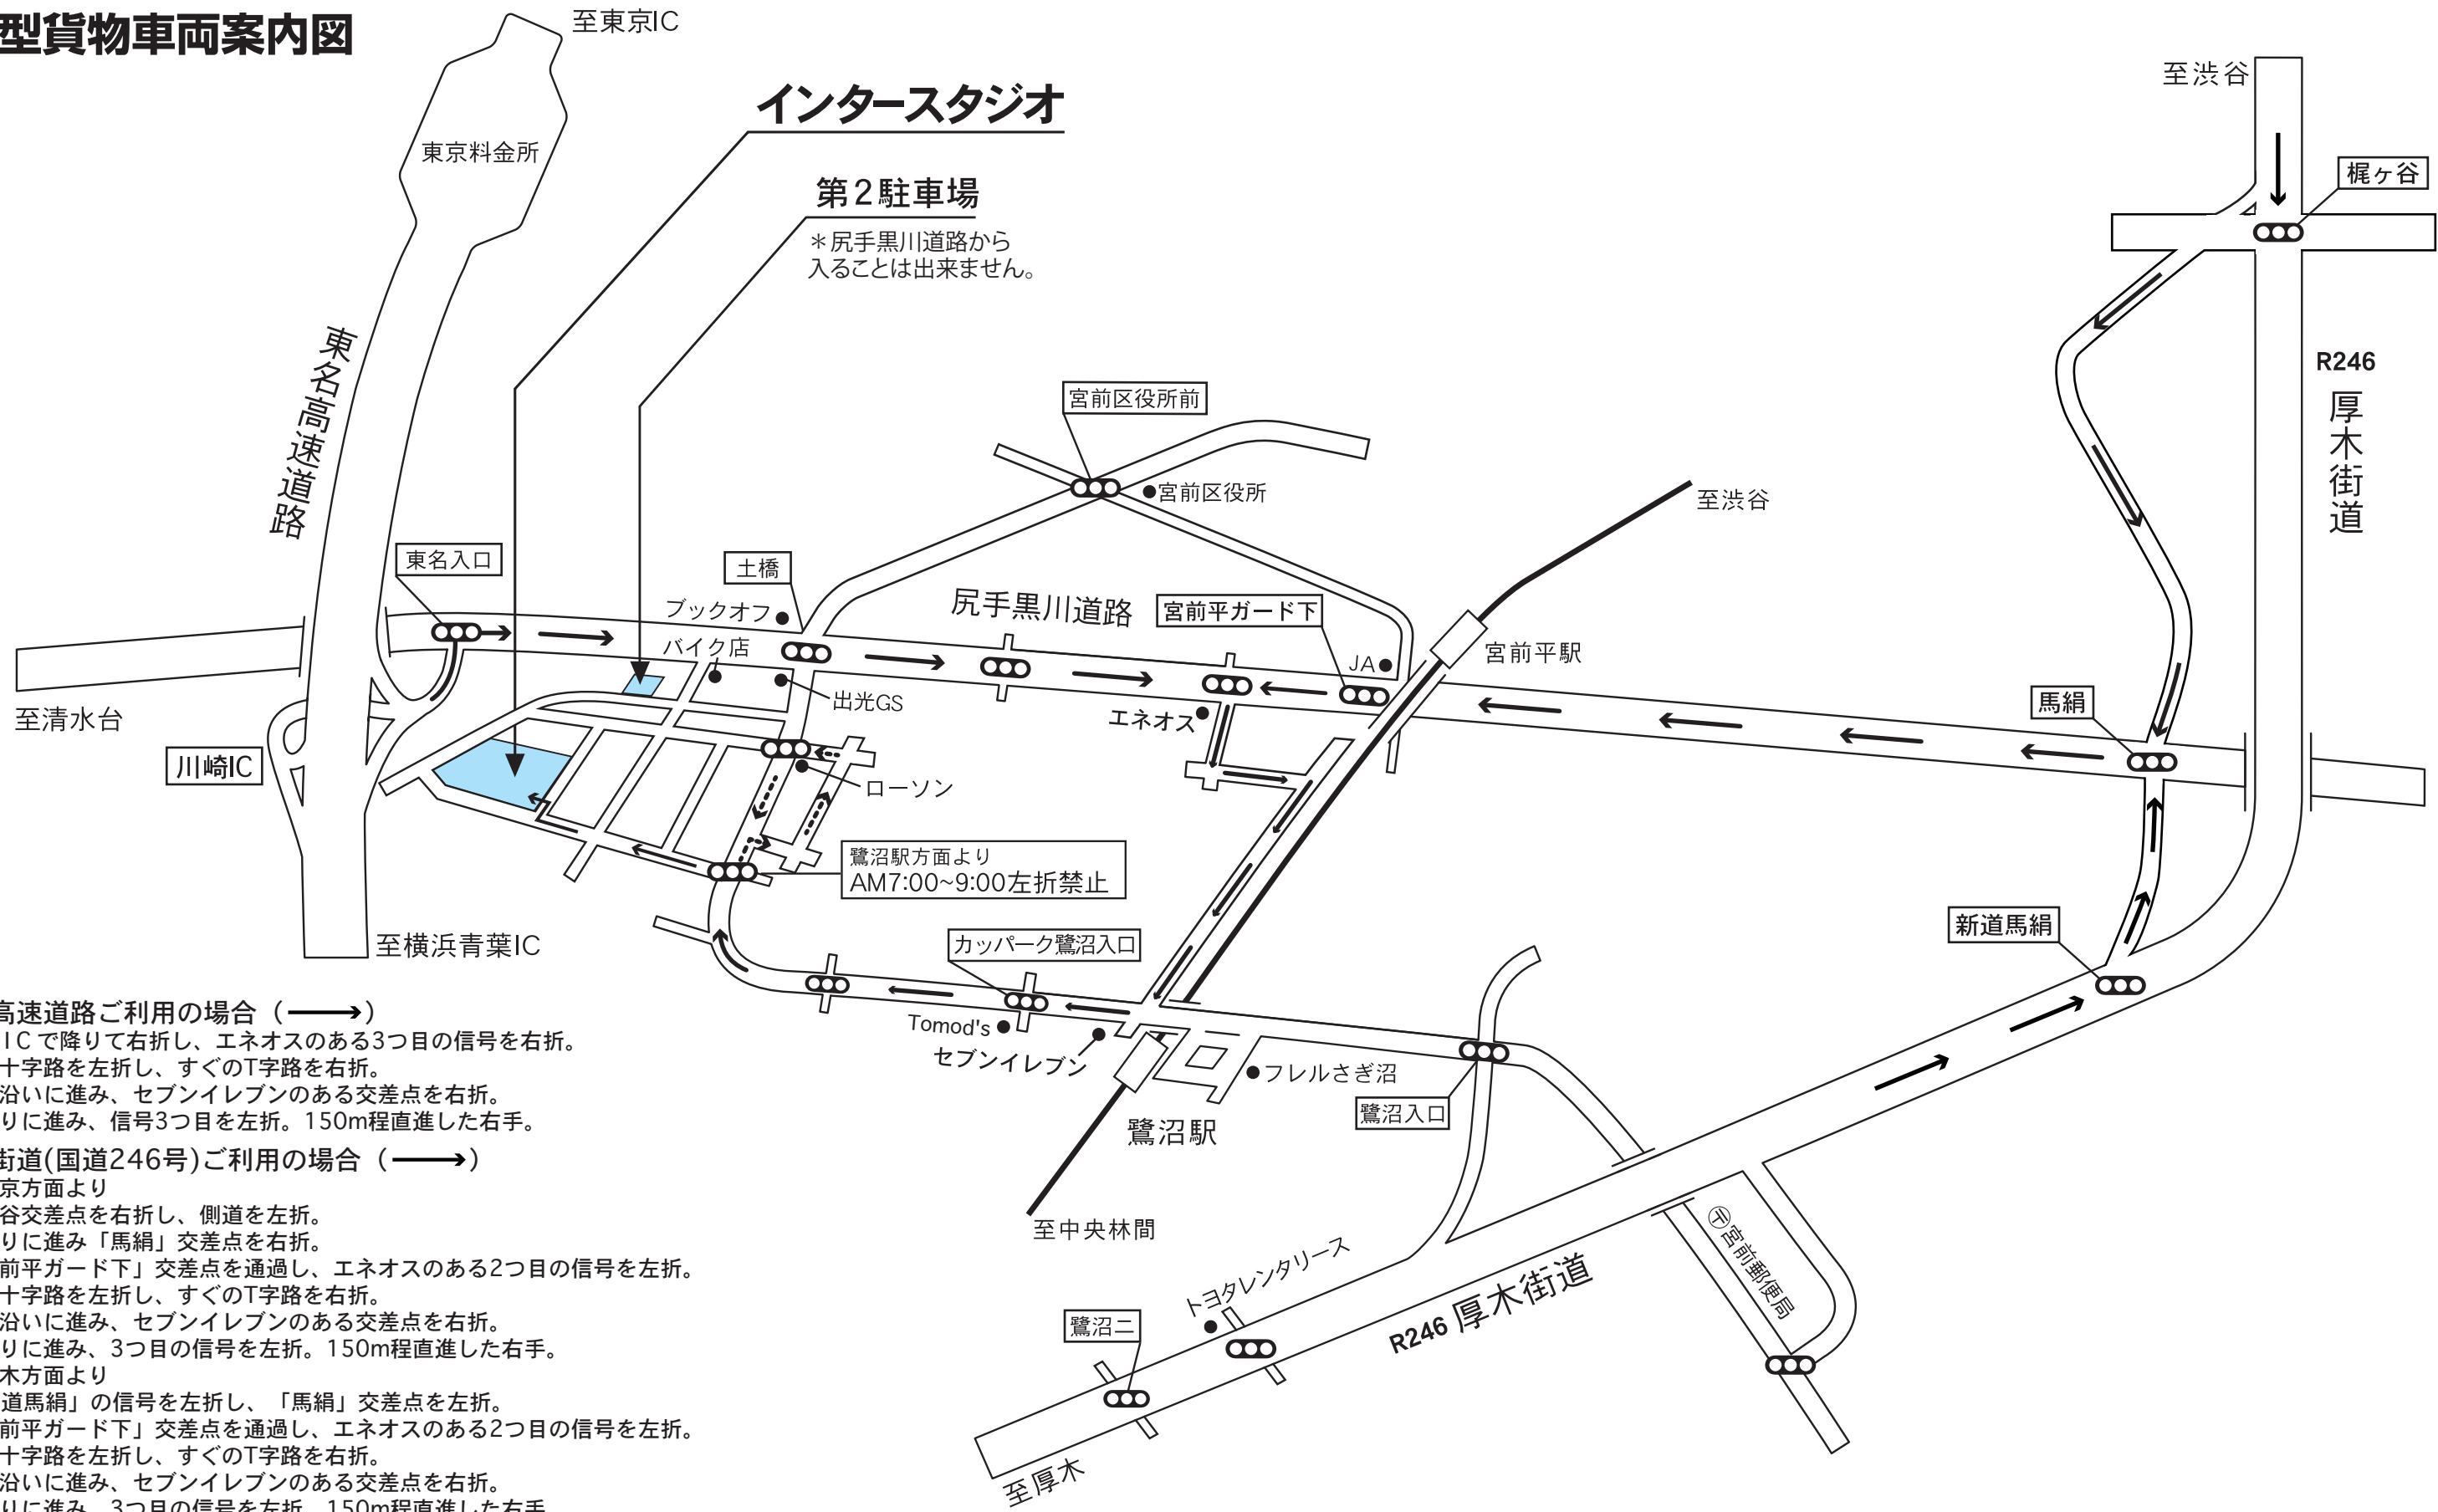 型貨物車両案内図
至東京IC
東京料金所
インタースタジオ
第2駐車場
＊尻手黒川道路から
入ることは出来ません。
至渋谷
梶ヶ谷
R246
厚木街道
東名高速道路
宮前区役所前
宮前区役所
至渋谷
東名入口
土橋
ブックオフ
バイク店
尻手黒川道路
宮前平ガード下
JA
宮前平駅
出光GS
エネオス
馬絹
至清水台
川崎IC
ローソン
鷺沼駅方面より
AM7:00~9:00左折禁止
新道馬絹
至横浜青葉IC
カッパーク鷺沼入口
Tomod's
セブンイレブン
フレルさぎ沼
鷺沼入口
鷺沼駅
至中央林間
〒宮前郵便局
トヨタレンタリース
鷺沼二
R246 厚木街道
至厚木
高速道路ご利用の場合（→）
ICで降りて右折し、エネオスのある3つ目の信号を右折。
十字路を左折し、すぐのT字路を右折。
沿いに進み、セブンイレブンのある交差点を右折。
りに進み、信号3つ目を左折。150m程直進した右手。
街道(国道246号)ご利用の場合（→）
京方面より
谷交差点を右折し、側道を左折。
りに進み「馬絹」交差点を右折。
前平ガード下」交差点を通過し、エネオスのある2つ目の信号を左折。
十字路を左折し、すぐのT字路を右折。
沿いに進み、セブンイレブンのある交差点を右折。
りに進み、3つ目の信号を左折。150m程直進した右手。
木方面より
道馬絹」の信号を左折し、「馬絹」交差点を左折。
前平ガード下」交差点を通過し、エネオスのある2つ目の信号を左折。
十字路を左折し、すぐのT字路を右折。
沿いに進み、セブンイレブンのある交差点を右折。
りに進み、3つ目の信号を左折。150m程直進した右手